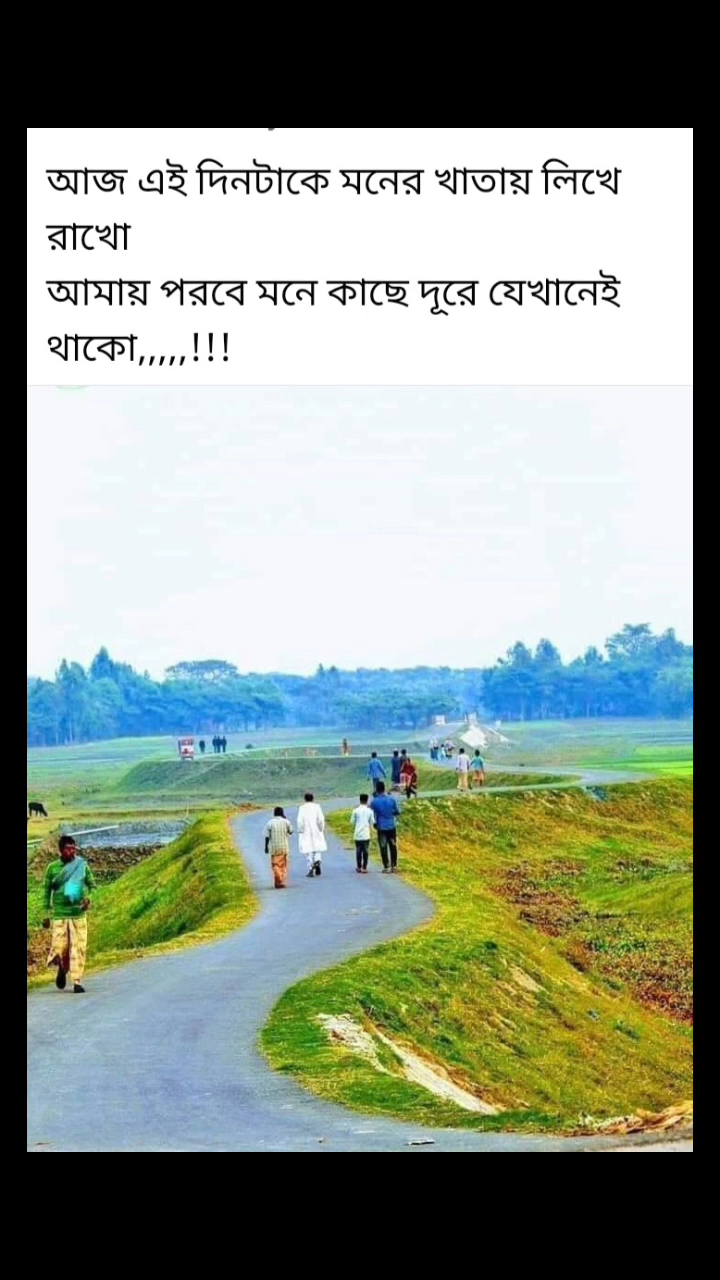 আজ এই দিনটাকে মনের খাতায় লিখে
রাখো
আমায় পরবে মনে কাছে দূরে যেখানেই
থাকো,,,,,!!!